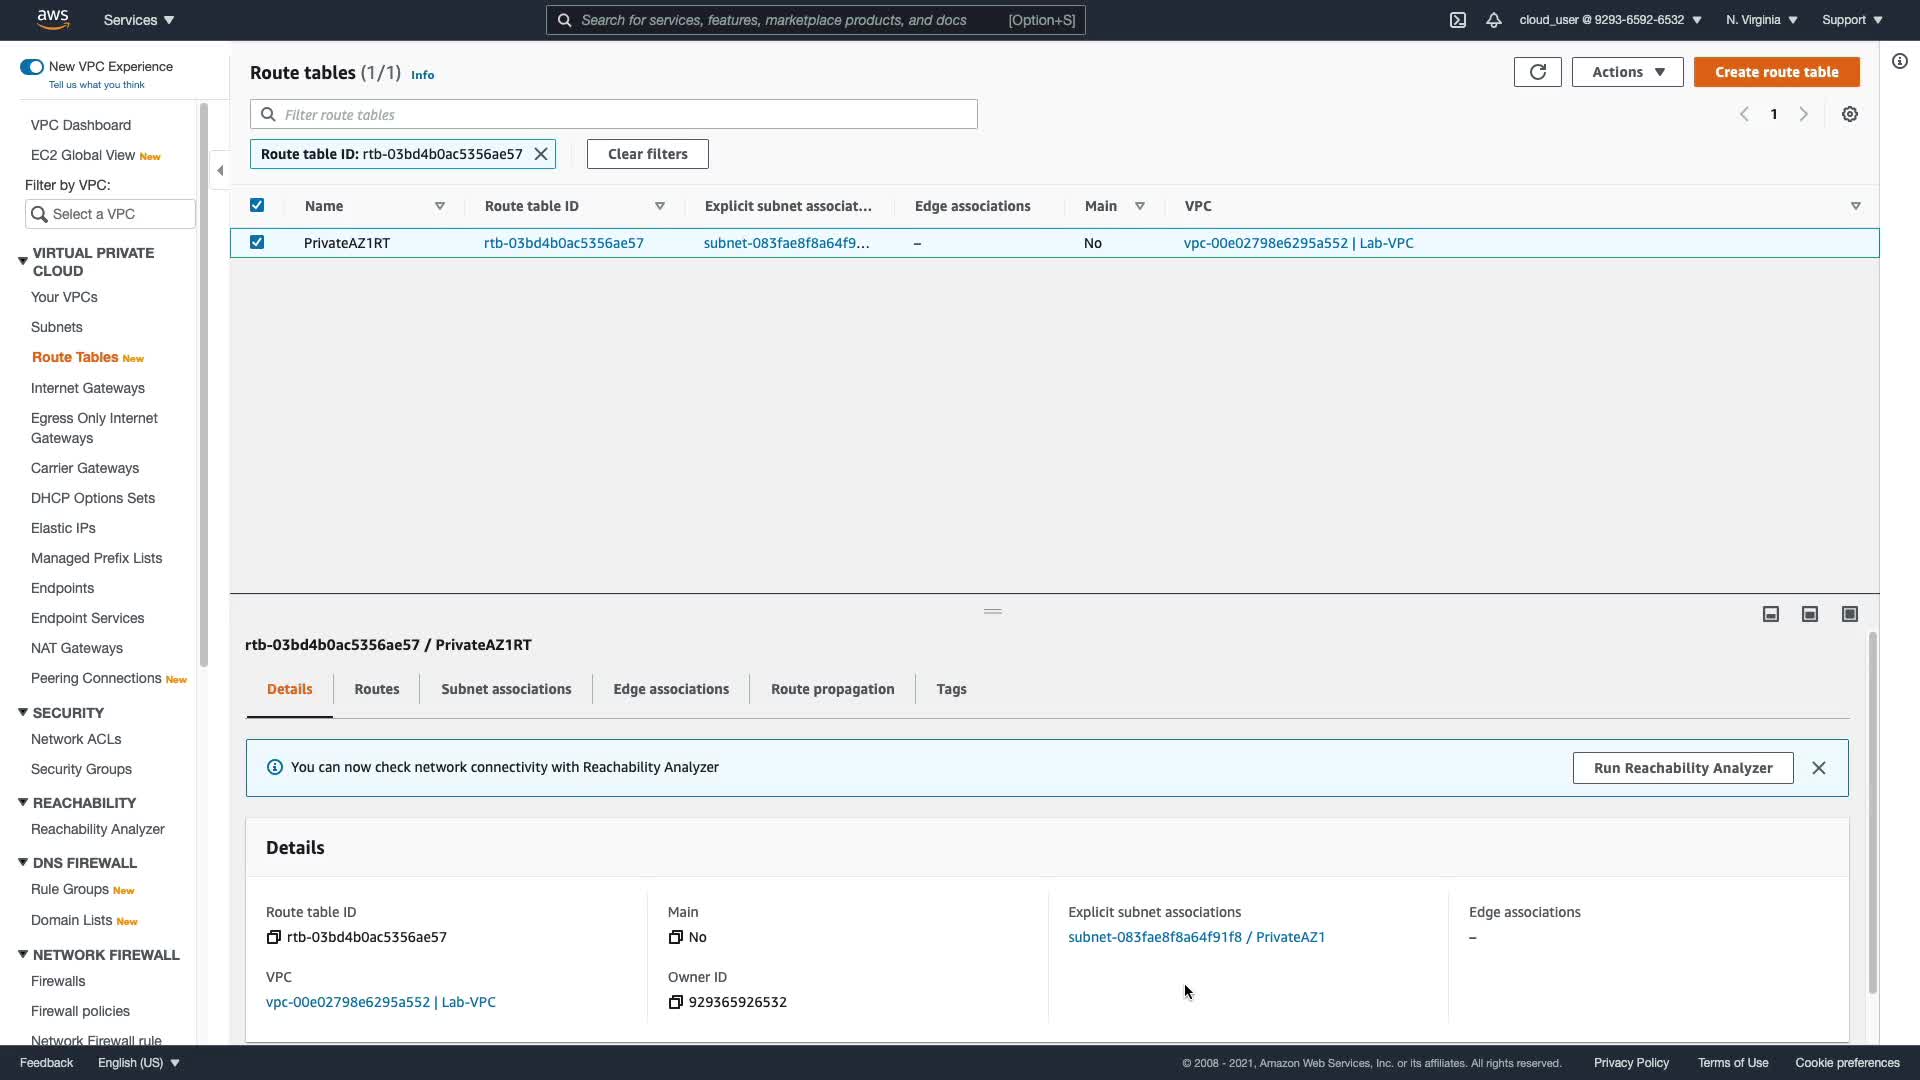 aws
Services
Search for services, features, marketplace products, and docs
[Option+S]
cloud_user @ 9293-6592-6532
N. Virginia
Support
New VPC Experience
Tell us what you think
VPC Dashboard
EC2 Global View New
Filter by VPC:
Select a VPC
VIRTUAL PRIVATE
CLOUD
Your VPCs
Subnets
Route Tables New
Internet Gateways
Egress Only Internet
Gateways
Carrier Gateways
DHCP Options Sets
Elastic IPs
Managed Prefix Lists
Endpoints
Endpoint Services
NAT Gateways
Peering Connections New
SECURITY
Network ACLs
Security Groups
REACHABILITY
Reachability Analyzer
DNS FIREWALL
Rule Groups New
Domain Lists New
NETWORK FIREWALL
Firewalls
Firewall policies
Network Firewall rule
Route tables (1/1) Info
Actions
Create route table
Filter route tables
1
Route table ID: rtb-03bd4b0ac5356ae57
Clear filters
Name Route table ID Explicit subnet associat... Edge associations Main VPC
PrivateAZ1RT rtb-03bd4b0ac5356ae57 subnet-083fae8f8a64f9... – No vpc-00e02798e6295a552 | Lab-VPC
rtb-03bd4b0ac5356ae57 / PrivateAZ1RT
Details Routes Subnet associations Edge associations Route propagation Tags
You can now check network connectivity with Reachability Analyzer
Run Reachability Analyzer
Details
Route table ID
rtb-03bd4b0ac5356ae57
Main
No
Explicit subnet associations
subnet-083fae8f8a64f91f8 / PrivateAZ1
Edge associations
–
VPC
vpc-00e02798e6295a552 | Lab-VPC
Owner ID
929365926532
Feedback
English (US)
© 2008 - 2021, Amazon Web Services, Inc. or its affiliates. All rights reserved.
Privacy Policy
Terms of Use
Cookie preferences